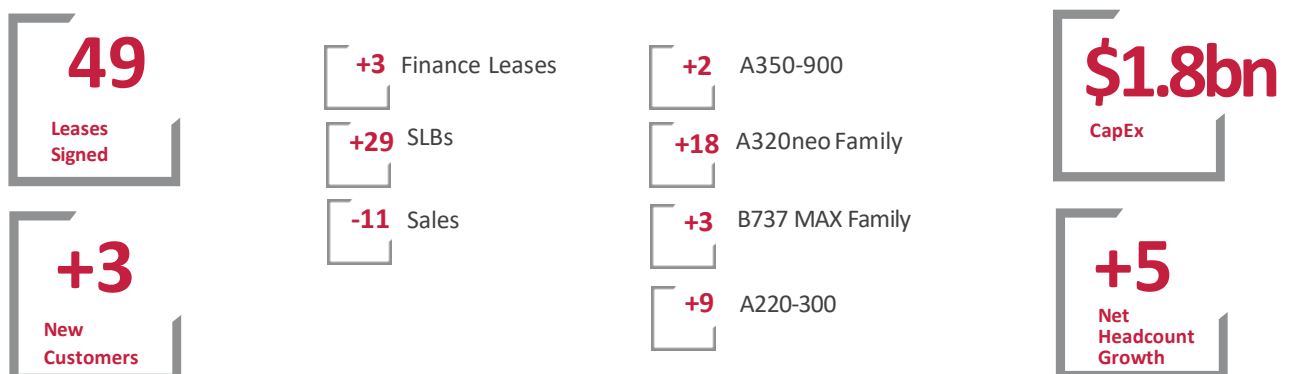 49
Leases
Signed
+3
New
Customers
+3 Finance Leases
+29 SLBs
-11 Sales
+2 A350-900
+18 A320neo Family
+3 B737 MAX Family
+9 A220-300
$1.8bn
CapEx
+5
Net
Headcount
Growth